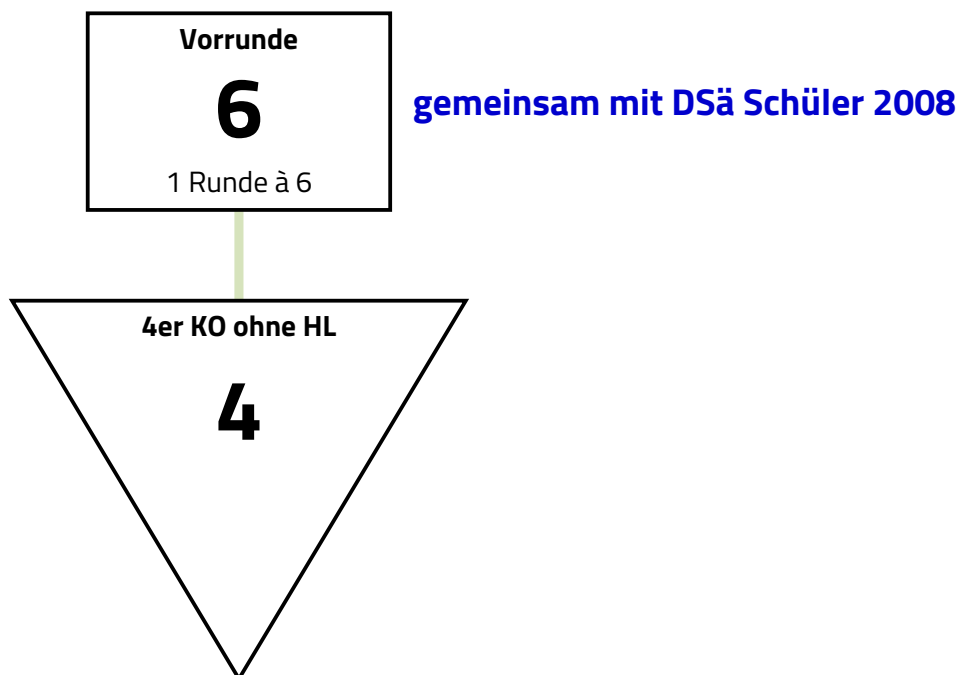 Vorrunde
6
gemeinsam mit DSä Schüler 2008
1 Runde à 6
4er KO ohne HL
4